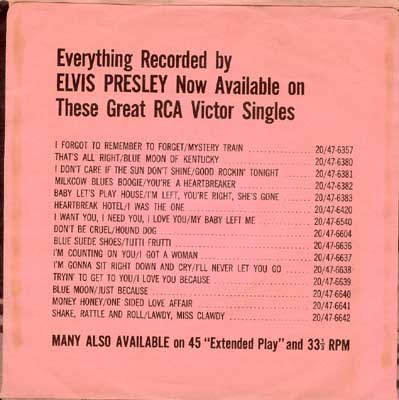 Everything Recorded by
ELVIS PRESLEY Now Available on
These Great RCA Victor Singles
I FORGOT TO REMEMBER TO FORGET/MYSTERY TRAIN 20/47-6357
THAT'S ALL RIGHT/BLUE MOON OF KENTUCKY 20/47-6380
I DON'T CARE IF THE SUN DON'T SHINE/GOOD ROCKIN' TONIGHT 20/47-6381
MILKCOW BLUES BOOGIE/YOU'RE A HEARTBREAKER 20/47-6382
BABY LET'S PLAY HOUSE/I'M LEFT, YOU'RE RIGHT, SHE'S GONE 20/47-6383
HEARTBREAK HOTEL/I WAS THE ONE 20/47-6420
I WANT YOU, I NEED YOU, I LOVE YOU/MY BABY LEFT ME 20/47-6540
DON'T BE CRUEL/HOUND DOG 20/47-6604
BLUE SUEDE SHOES/TUTTI FRUTTI 20/47-6636
I'M COUNTING ON YOU/I GOT A WOMAN 20/47-6637
I'M GONNA SIT RIGHT DOWN AND CRY/I'LL NEVER LET YOU GO 20/47-6638
TRYIN' TO GET TO YOU/I LOVE YOU BECAUSE 20/47-6639
BLUE MOON/JUST BECAUSE 20/47-6640
MONEY HONEY/ONE SIDED LOVE AFFAIR 20/47-6641
SHAKE, RATTLE AND ROLL/LAWDY, MISS CLAWDY 20/47-6642
MANY ALSO AVAILABLE on 45 "Extended Play" and 33⅓ RPM